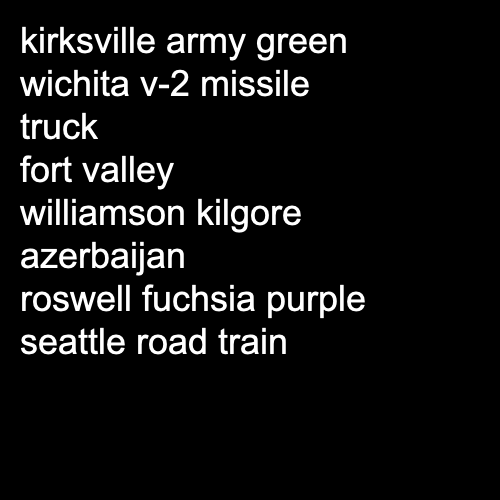 kirksville army green
wichita v-2 missile
truck
fort valley
williamson kilgore
azerbaijan
roswell fuchsia purple
seattle road train